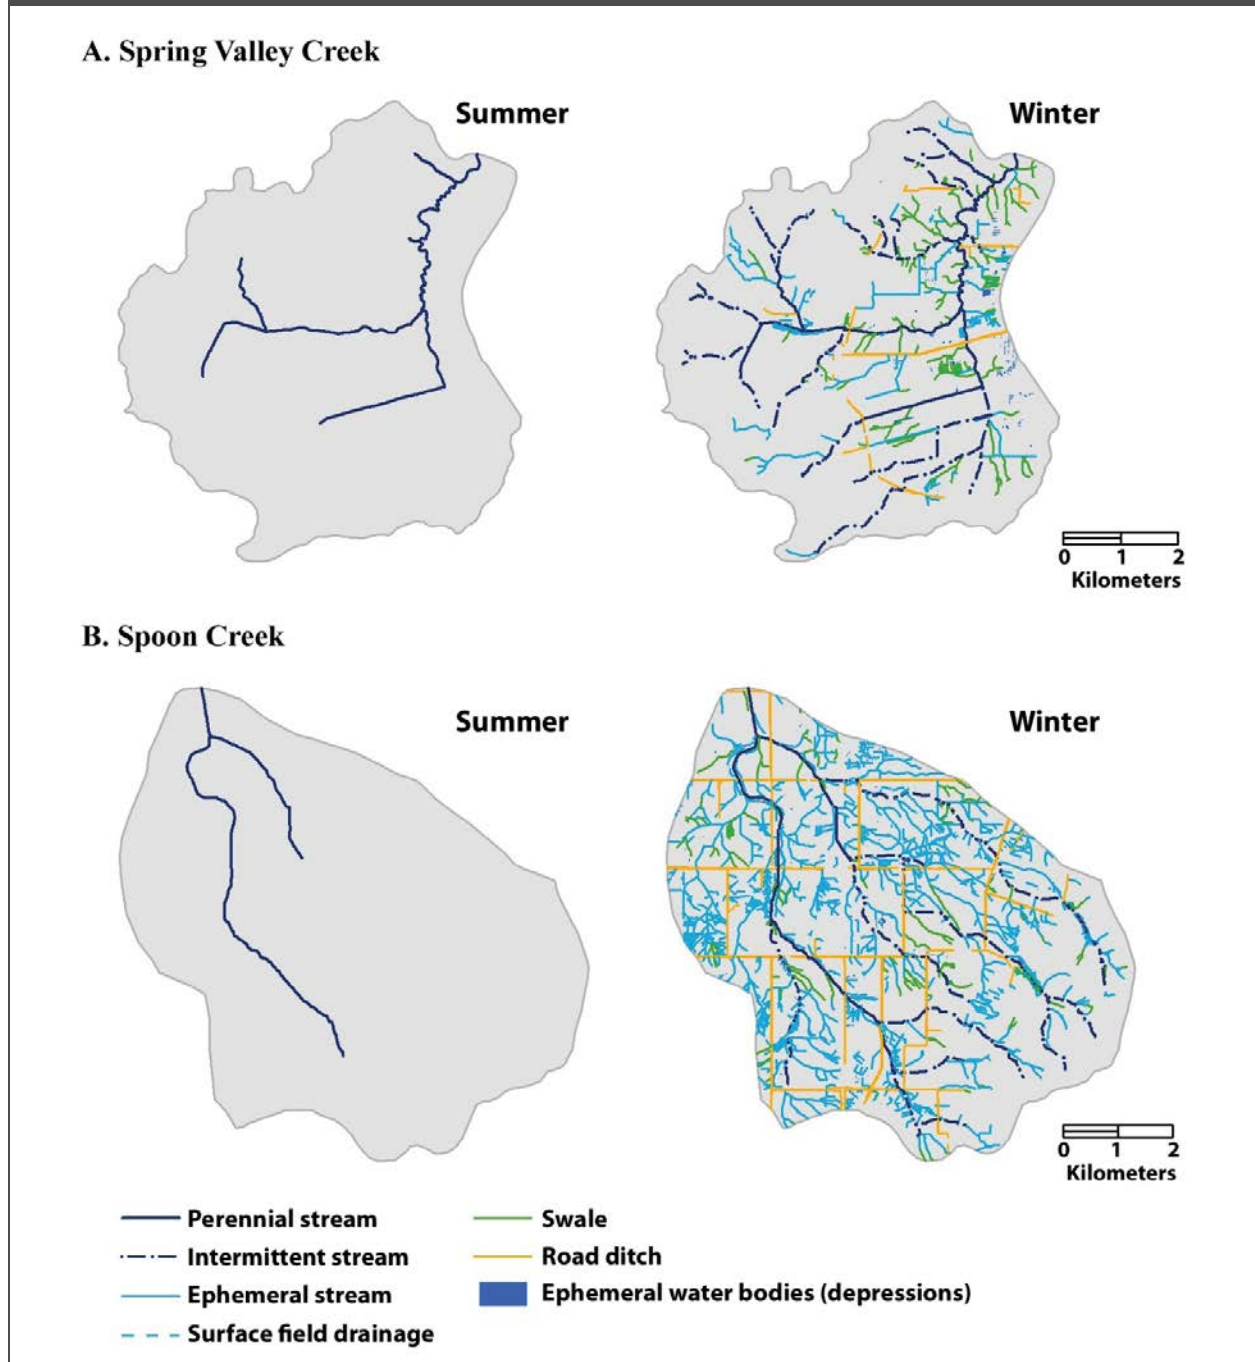 A. Spring Valley Creek
Summer
Winter
0 1 2
Kilometers
B. Spoon Creek
Summer
Winter
0 1 2
Kilometers
Perennial stream
Intermittent stream
Ephemeral stream
Surface field drainage
Swale
Road ditch
Ephemeral water bodies (depressions)